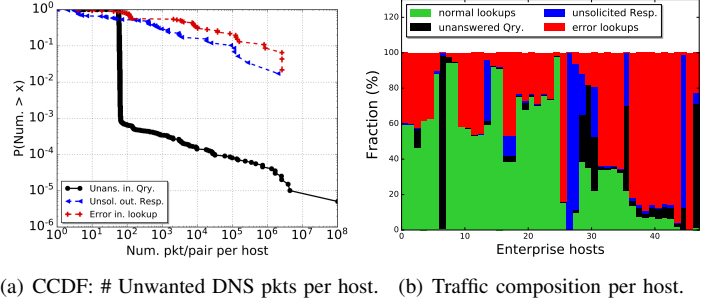 10^0
10^-1
10^-2
10^-3
10^-4
10^-5
10^-6
P(Num. > x)
Unans. in. Qry.
Unsol. out. Resp.
Error in. lookup
10^0 10^1 10^2 10^3 10^4 10^5 10^6 10^7 10^8
Num. pkt/pair per host
normal lookups
unanswered Qry.
unsolicited Resp.
error lookups
120
100
80
60
40
20
0
Fraction (%)
0 10 20 30 40
Enterprise hosts
(a) CCDF: # Unwanted DNS pkts per host. (b) Traffic composition per host.